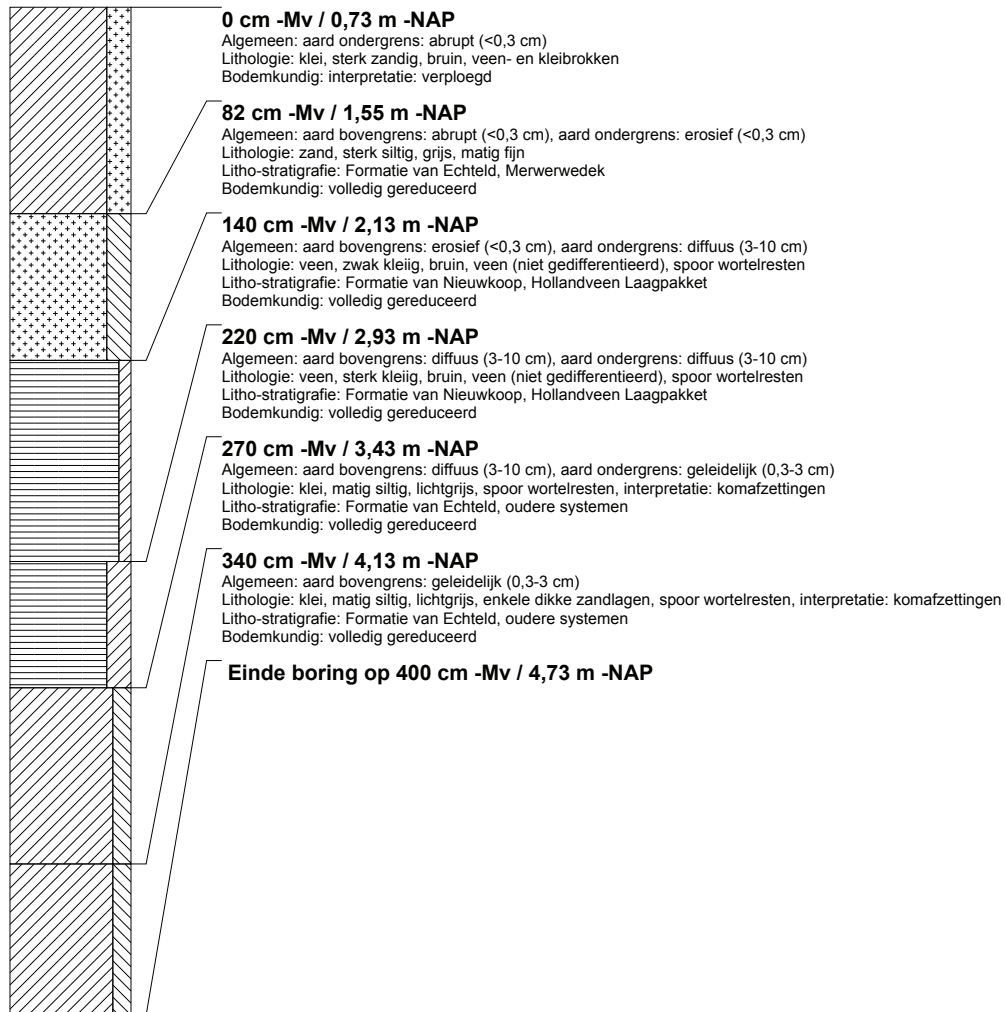 0 cm -Mv / 0,73 m -NAP
Algemeen: aard ondergrens: abrupt (<0,3 cm)
Lithologie: klei, sterk zandig, bruin, veen- en kleibrokken
Bodemkundig: interpretatie: verploegd
82 cm -Mv / 1,55 m -NAP
Algemeen: aard bovengrens: abrupt (<0,3 cm), aard ondergrens: erosief (<0,3 cm)
Lithologie: zand, sterk siltig, grijs, matig fijn
Litho-stratigrafie: Formatie van Echteld, Merwerwedek
Bodemkundig: volledig gereduceerd
140 cm -Mv / 2,13 m -NAP
Algemeen: aard bovengrens: erosief (<0,3 cm), aard ondergrens: diffuus (3-10 cm)
Lithologie: veen, zwak kleiig, bruin, veen (niet gedifferentieerd), spoor wortelresten
Litho-stratigrafie: Formatie van Nieuwkoop, Hollandveen Laagpakket
Bodemkundig: volledig gereduceerd
220 cm -Mv / 2,93 m -NAP
Algemeen: aard bovengrens: diffuus (3-10 cm), aard ondergrens: diffuus (3-10 cm)
Lithologie: veen, sterk kleiig, bruin, veen (niet gedifferentieerd), spoor wortelresten
Litho-stratigrafie: Formatie van Nieuwkoop, Hollandveen Laagpakket
Bodemkundig: volledig gereduceerd
270 cm -Mv / 3,43 m -NAP
Algemeen: aard bovengrens: diffuus (3-10 cm), aard ondergrens: geleidelijk (0,3-3 cm)
Lithologie: klei, matig siltig, lichtgrijs, spoor wortelresten, interpretatie: komafzettingen
Litho-stratigrafie: Formatie van Echteld, oudere systemen
Bodemkundig: volledig gereduceerd
340 cm -Mv / 4,13 m -NAP
Algemeen: aard bovengrens: geleidelijk (0,3-3 cm)
Lithologie: klei, matig siltig, lichtgrijs, enkele dikke zandlagen, spoor wortelresten, interpretatie: komafzettingen
Litho-stratigrafie: Formatie van Echteld, oudere systemen
Bodemkundig: volledig gereduceerd
Einde boring op 400 cm -Mv / 4,73 m -NAP